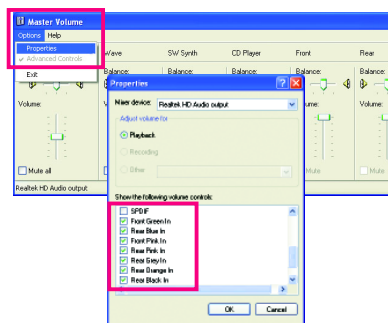 Master Volume
Options Help
Properties
Advanced Controls
Exit
Wave SW Synth CD Player Front Rear
Balance: Balance: Balance: Balance: Balance:
Volume:
Volume:
Mute all
Mute
Mute
Realtek HD Audio output
Properties
Mixer device: Realtek HD Audio output
Adjust volume for
Playback
Recording
Other
Show the following volume controls:
SPDIF
Front Green In
Rear Blue In
Front Pink In
Rear Pink In
Rear Grey In
Rear Orange In
Rear Black In
OK Cancel